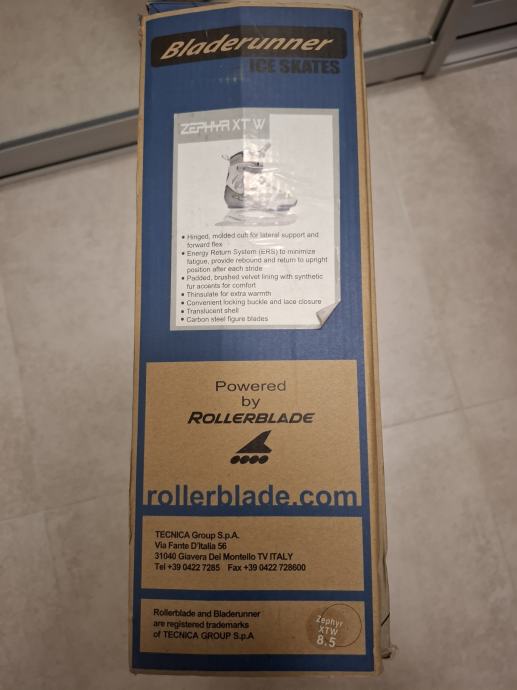 Bladerunner
ICE SKATES
ZEPHYR XT W
• Hinged, molded cuff for lateral support and
forward flex
• Energy Return System (ERS) to minimize
fatigue, provide rebound and return to upright
position after each stride
• Padded, brushed velvet lining with synthetic
fur accents for comfort
• Thinsulate for extra warmth
• Convenient locking buckle and lace closure
• Translucent shell
• Carbon steel figure blades
Powered
by
ROLLERBLADE
rollerblade.com
TECNICA Group S.p.A.
Via Fante D'Italia 56
31040 Giavera Del Montello TV ITALY
Tel +39 0422 7285 Fax +39 0422 728600
Rollerblade and Bladerunner
are registered trademarks
of TECNICA GROUP S.p.A
Zephyr
XTW
8.5